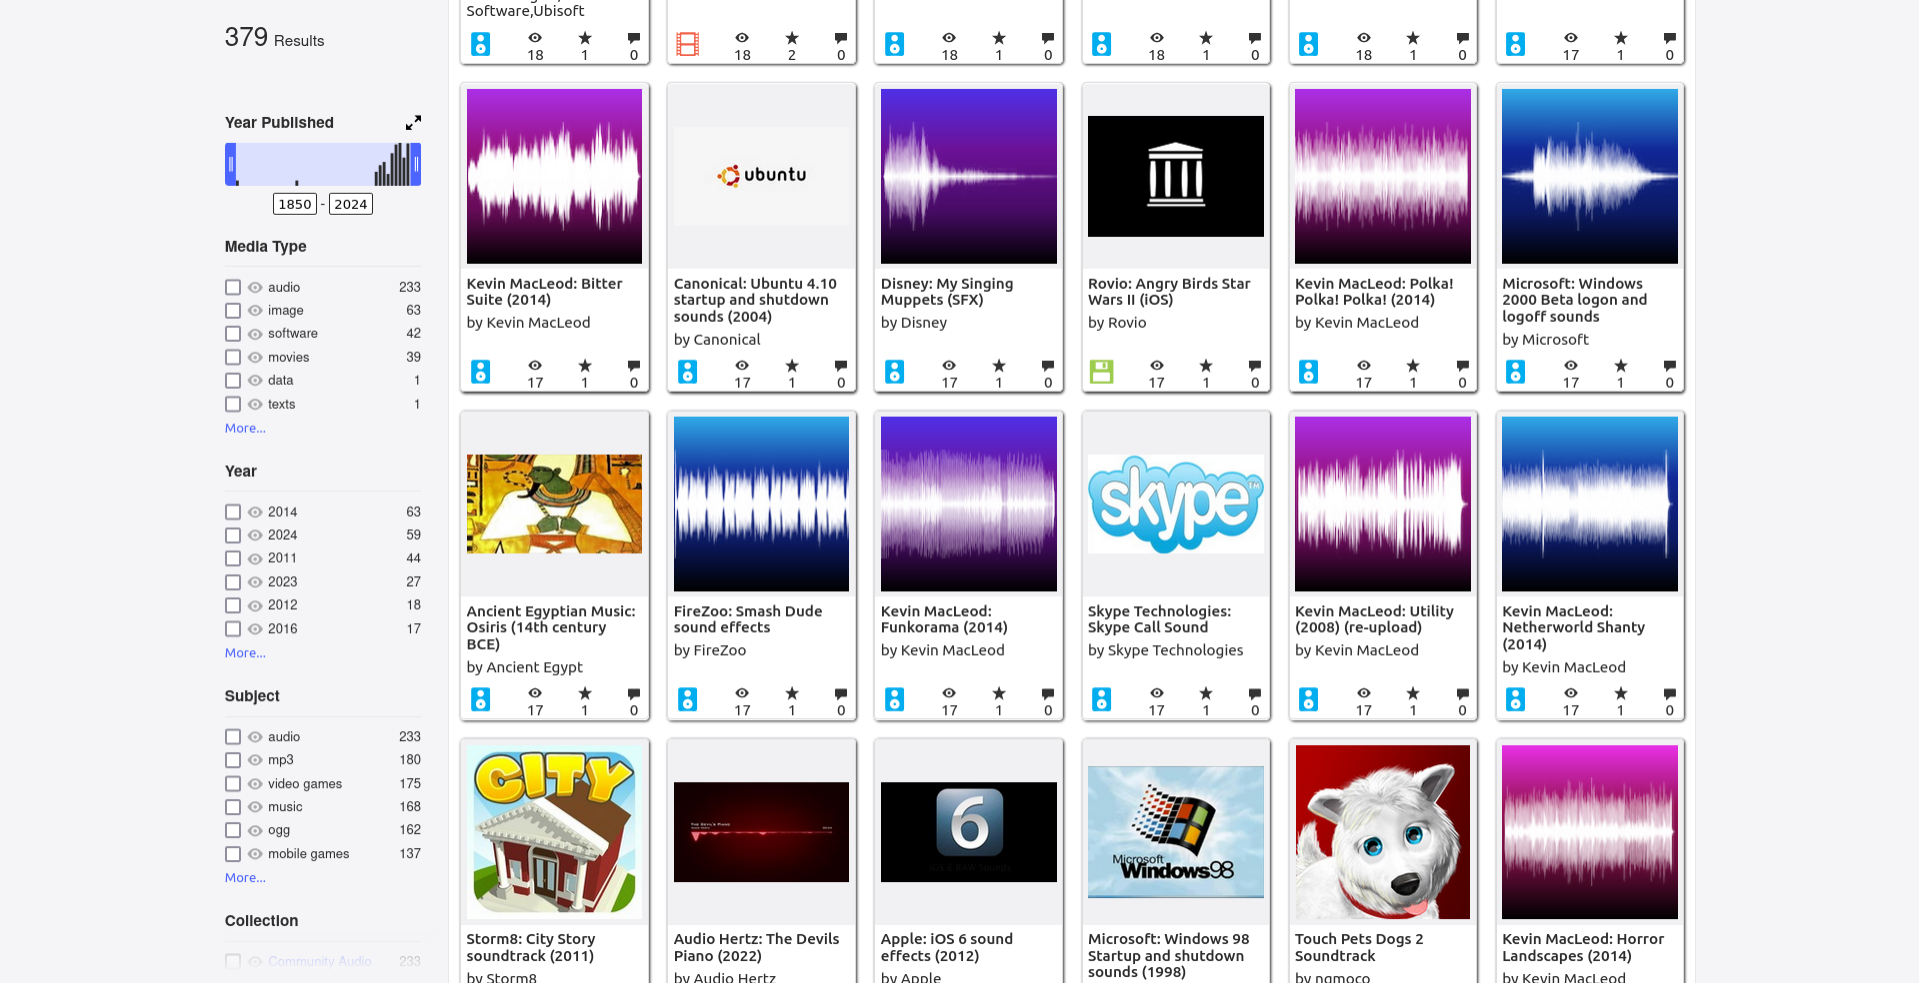 379 Results
Year Published
1850 - 2024
Media Type
audio 233
image 63
software 42
movies 39
data 1
texts 1
More...
Year
2014 63
2024 59
2011 44
2023 27
2012 18
2016 17
More...
Subject
audio 233
mp3 180
video games 175
music 168
ogg 162
mobile games 137
More...
Collection
Community Audio 233
Software,Ubisoft
18 1 0
18 2 0
18 1 0
18 1 0
18 1 0
17 1 0
Kevin MacLeod: Bitter
Suite (2014)
by Kevin MacLeod
17 1 0
ubuntu
Canonical: Ubuntu 4.10
startup and shutdown
sounds (2004)
by Canonical
17 1 0
Disney: My Singing
Muppets (SFX)
by Disney
17 1 0
Rovio: Angry Birds Star
Wars II (iOS)
by Rovio
17 1 0
Kevin MacLeod: Polka!
Polka! Polka! (2014)
by Kevin MacLeod
17 1 0
Microsoft: Windows
2000 Beta logon and
logoff sounds
by Microsoft
17 1 0
Ancient Egyptian Music:
Osiris (14th century
BCE)
by Ancient Egypt
17 1 0
FireZoo: Smash Dude
sound effects
by FireZoo
17 1 0
Kevin MacLeod:
Funkorama (2014)
by Kevin MacLeod
17 1 0
skype TM
Skype Technologies:
Skype Call Sound
by Skype Technologies
17 1 0
Kevin MacLeod: Utility
(2008) (re-upload)
by Kevin MacLeod
17 1 0
Kevin MacLeod:
Netherworld Shanty
(2014)
by Kevin MacLeod
17 1 0
CITY
Storm8: City Story
soundtrack (2011)
by Storm8
THE DEVIL'S PIANO
Audio Hertz: The Devils
Piano (2022)
by Audio Hertz
6
iOS 6 RAW Sounds
Apple: iOS 6 sound
effects (2012)
by Apple
Microsoft
Windows98
Microsoft: Windows 98
Startup and shutdown
sounds (1998)
Touch Pets Dogs 2
Soundtrack
by ngmoco
Kevin MacLeod: Horror
Landscapes (2014)
by Kevin MacLeod